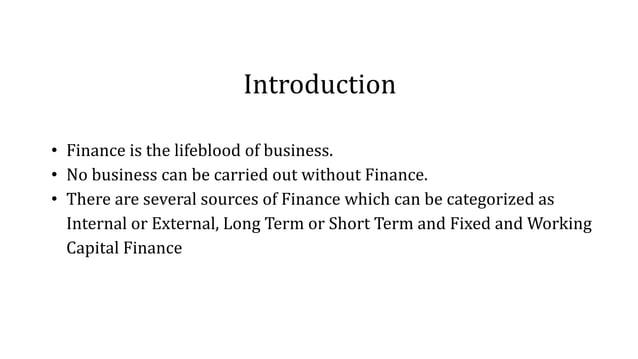 Introduction
• Finance is the lifeblood of business.
• No business can be carried out without Finance.
• There are several sources of Finance which can be categorized as
Internal or External, Long Term or Short Term and Fixed and Working
Capital Finance